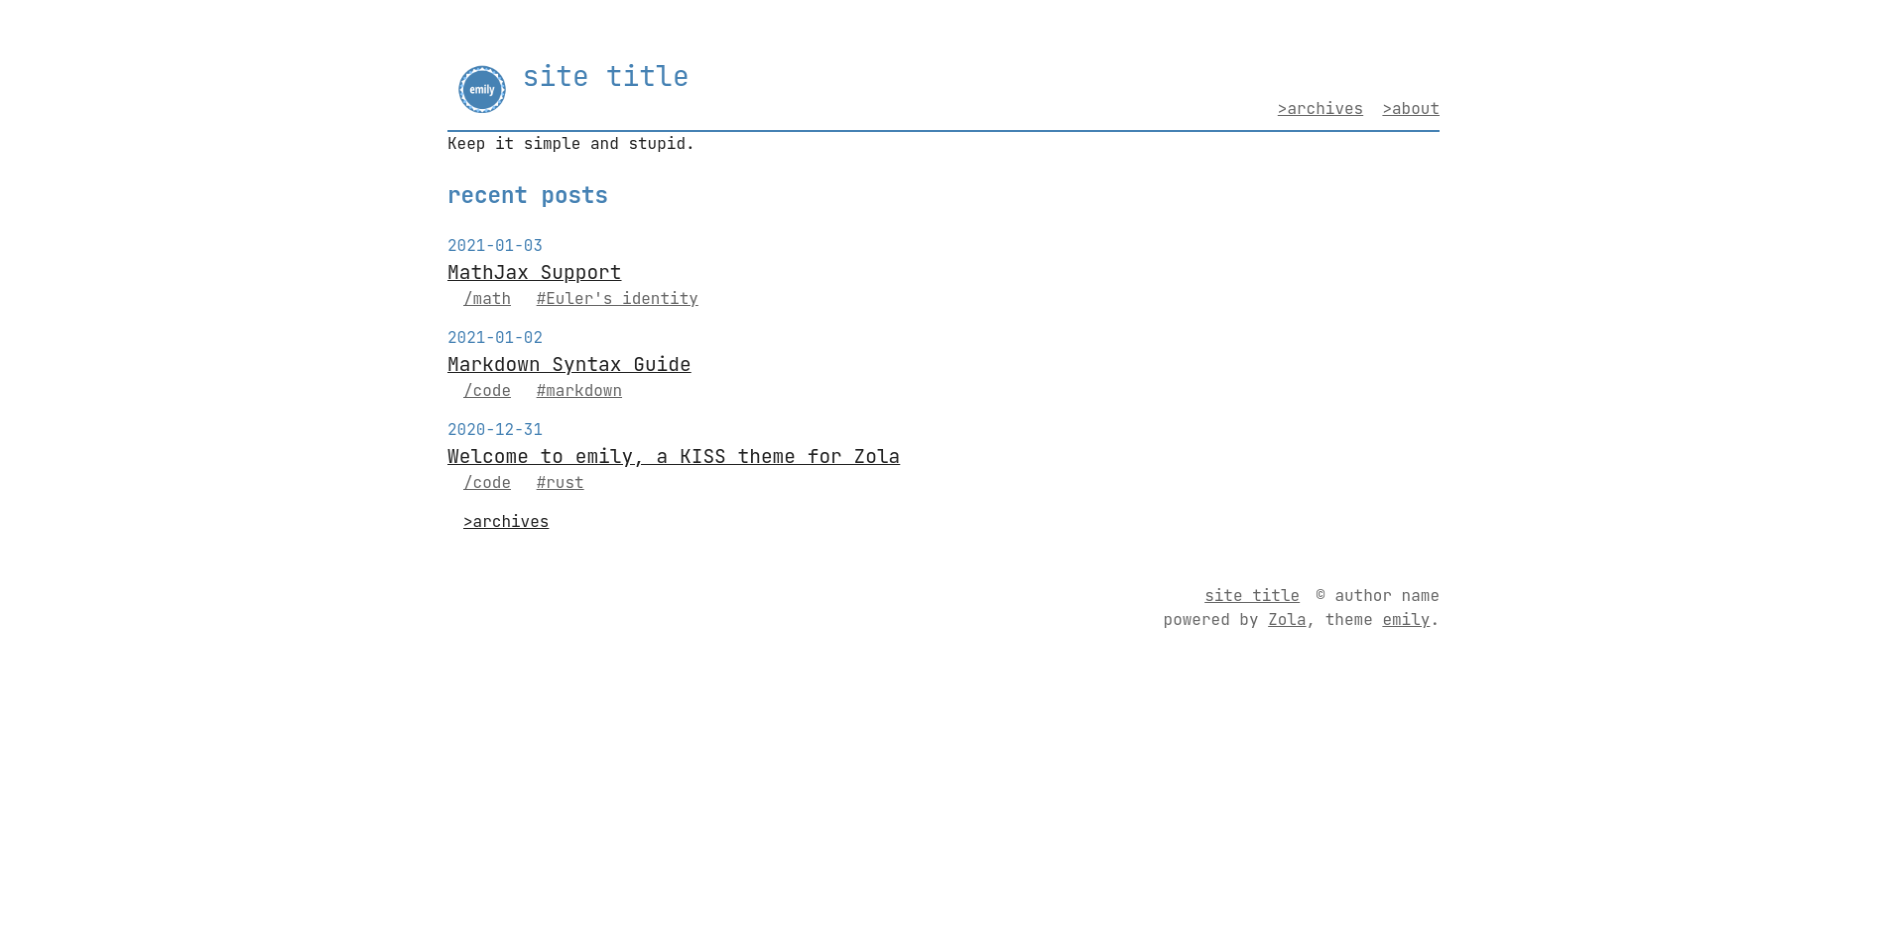 emily
site title
>archives >about
Keep it simple and stupid.
recent posts
2021-01-03
MathJax Support
/math #Euler's identity
2021-01-02
Markdown Syntax Guide
/code #markdown
2020-12-31
Welcome to emily, a KISS theme for Zola
/code #rust
>archives
site title © author name
powered by Zola, theme emily.